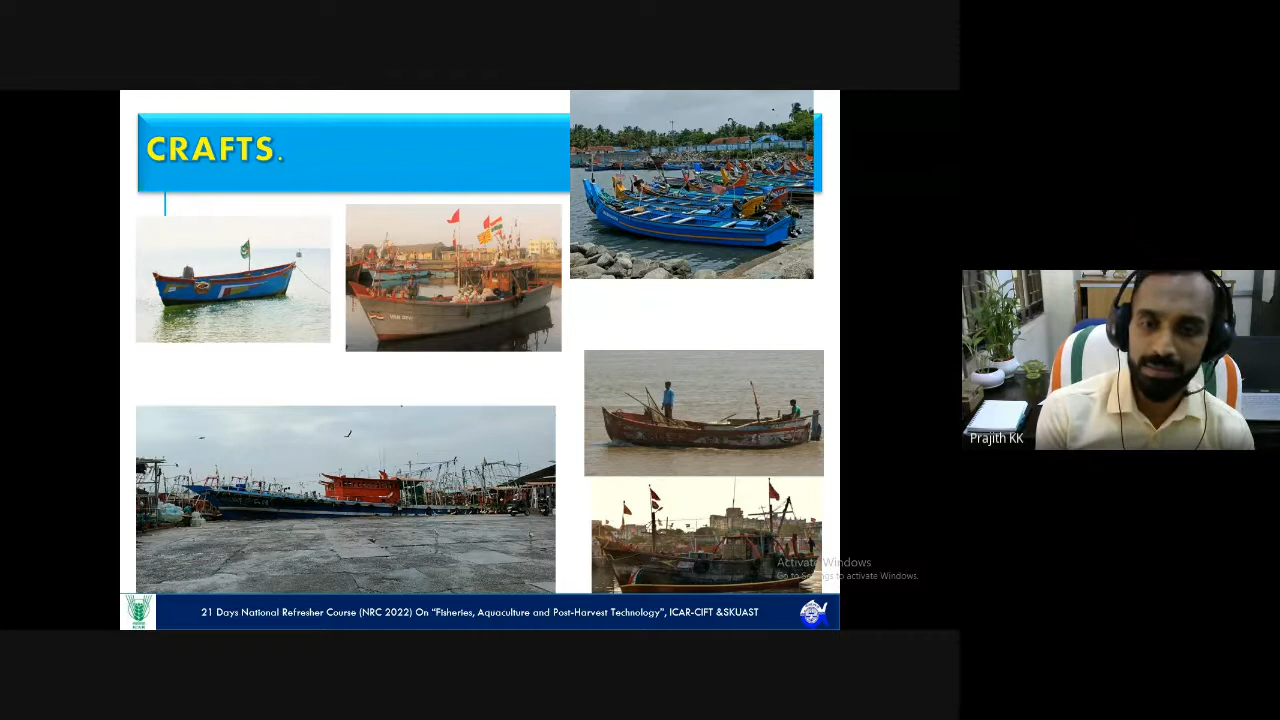 CRAFTS.
Prajith KK
Activate Windows
Go to Settings to activate Windows.
21 Days National Refresher Course (NRC 2022) On "Fisheries, Aquaculture and Post-Harvest Technology", ICAR-CIFT &SKUAST
ICAR